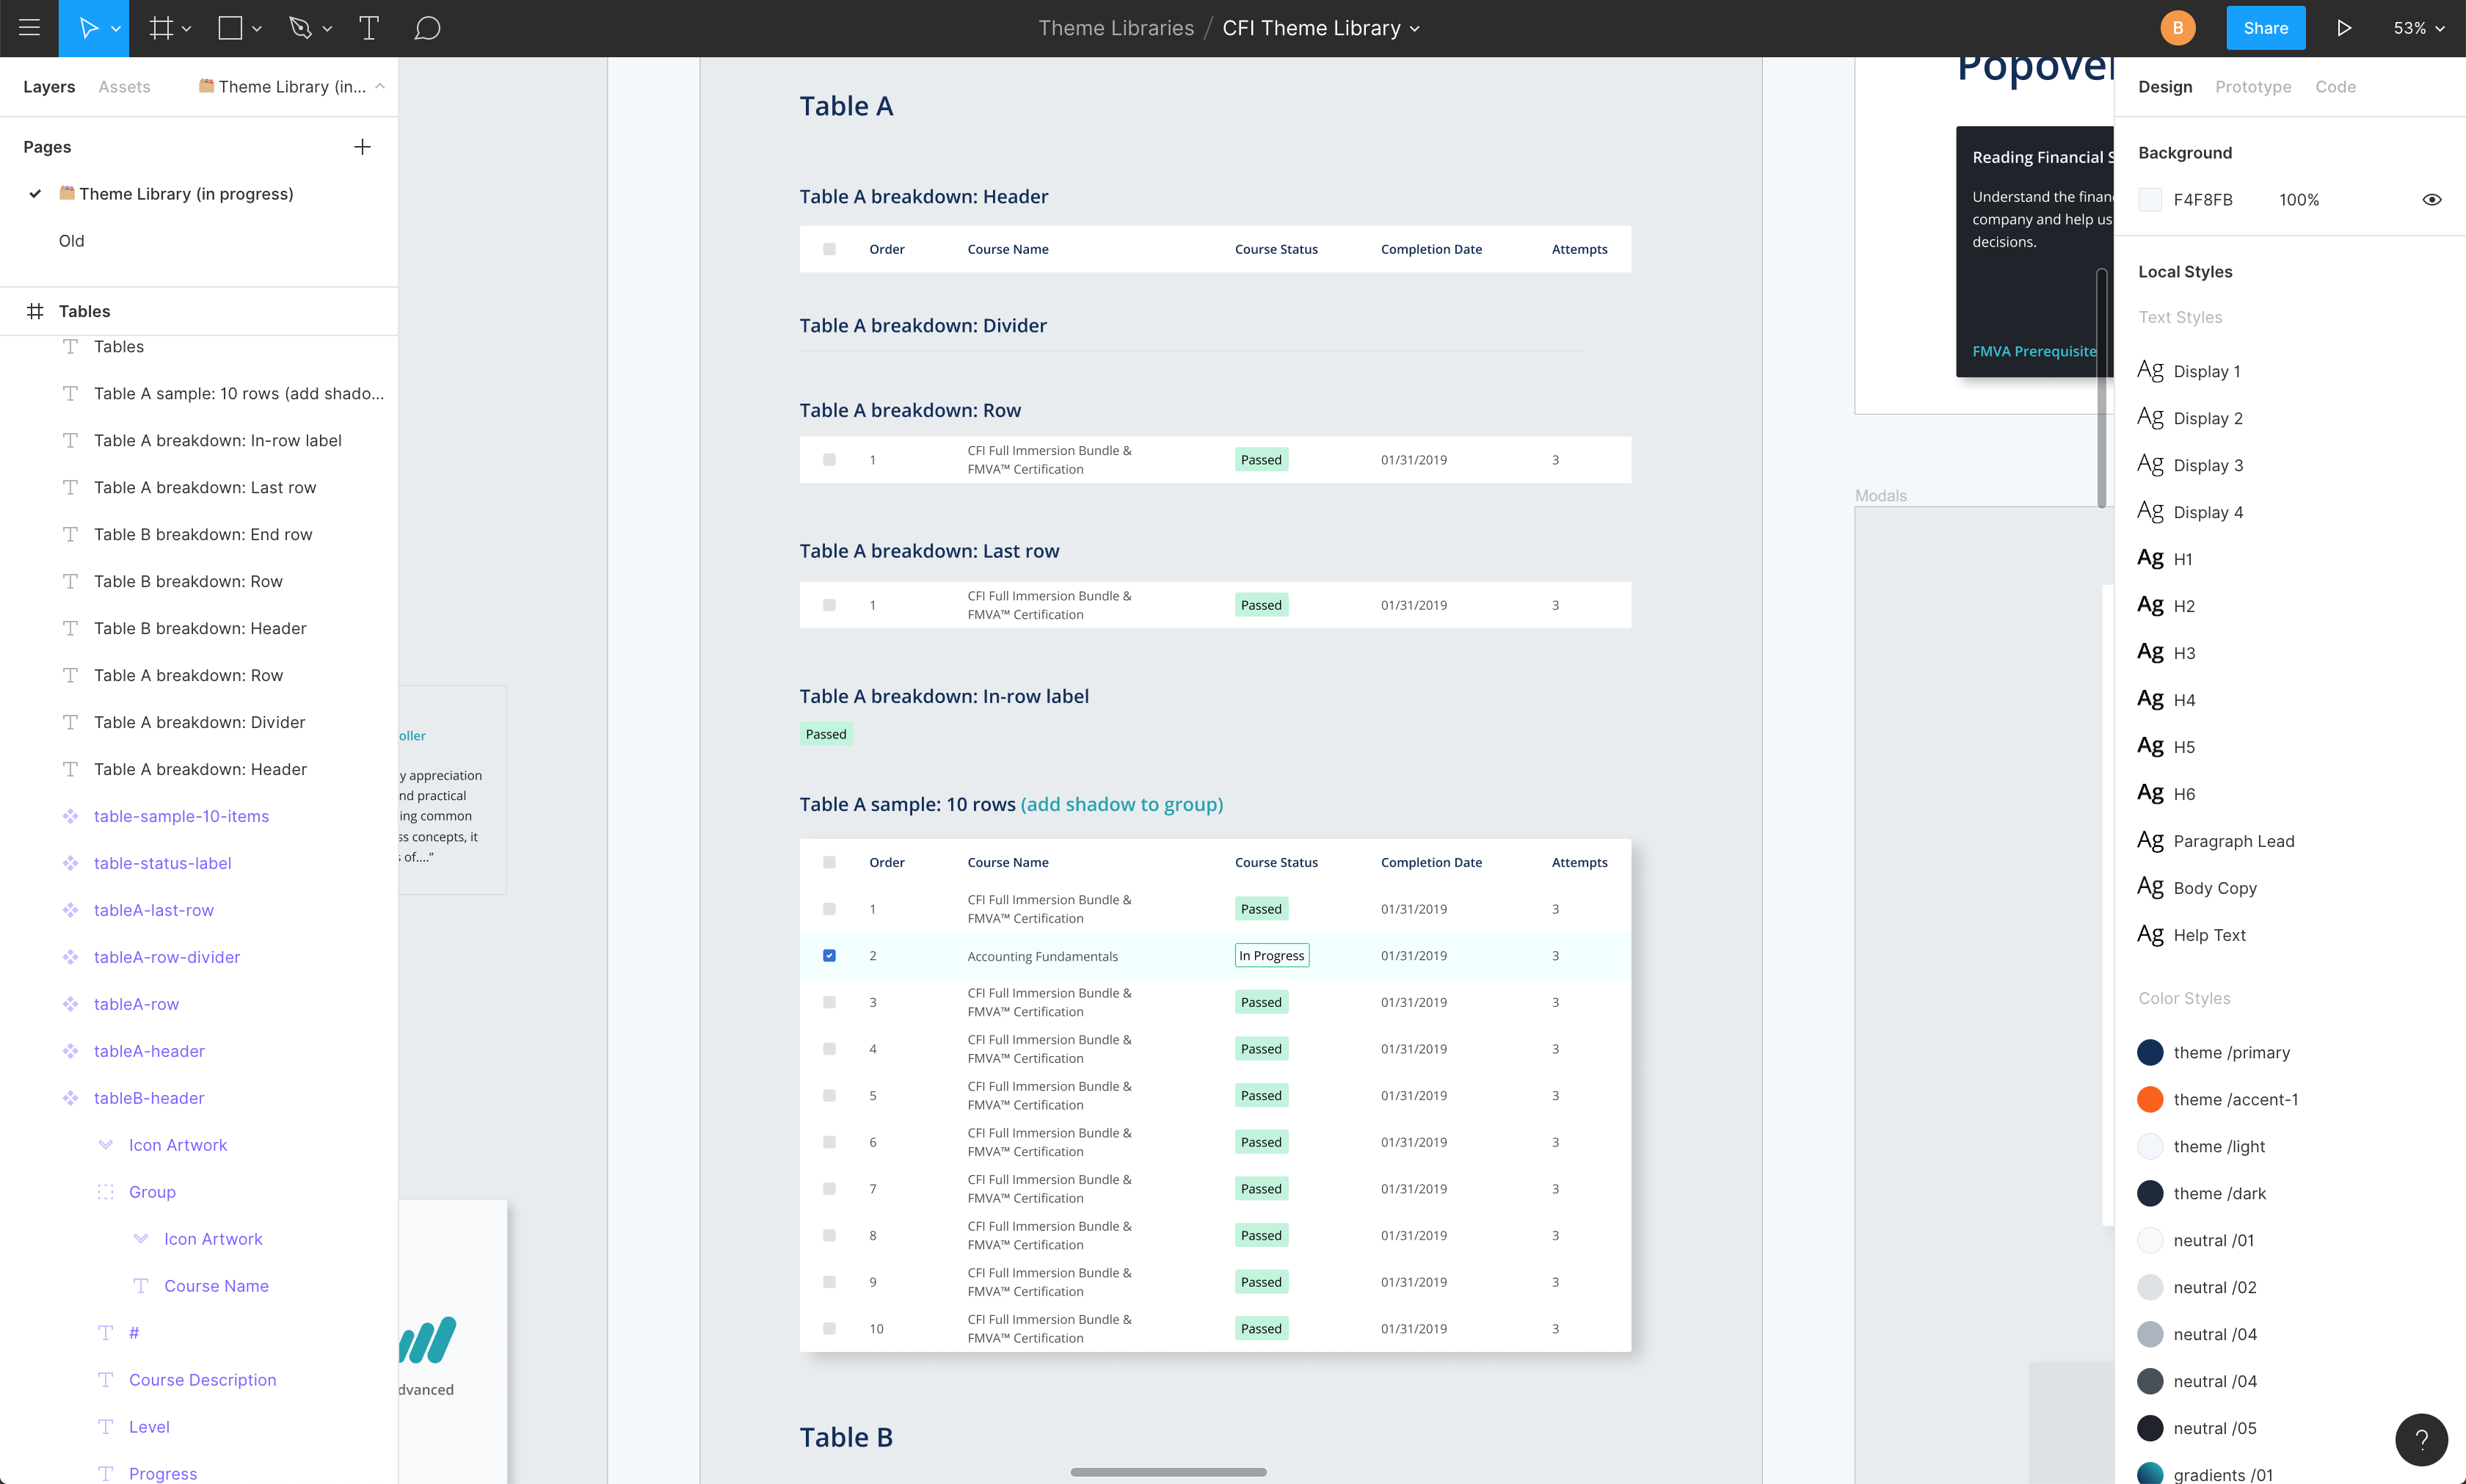 Theme Libraries / CFI Theme Library
B
Share
53%
Layers
Assets
Theme Library (in...
Pages
Theme Library (in progress)
Old
Tables
Tables
Table A sample: 10 rows (add shado...
Table A breakdown: In-row label
Table A breakdown: Last row
Table B breakdown: End row
Table B breakdown: Row
Table B breakdown: Header
Table A breakdown: Row
Table A breakdown: Divider
Table A breakdown: Header
table-sample-10-items
table-status-label
tableA-last-row
tableA-row-divider
tableA-row
tableA-header
tableB-header
Icon Artwork
Group
Icon Artwork
Course Name
#
Course Description
Level
Progress
oller
y appreciation
nd practical
ing common
ss concepts, it
s of....”
dvanced
Table A
Table A breakdown: Header
Order Course Name Course Status Completion Date Attempts
Table A breakdown: Divider
Table A breakdown: Row
1 CFI Full Immersion Bundle & Passed 01/31/2019 3
FMVA™ Certification
Table A breakdown: Last row
1 CFI Full Immersion Bundle & Passed 01/31/2019 3
FMVA™ Certification
Table A breakdown: In-row label
Passed
Table A sample: 10 rows (add shadow to group)
Order Course Name Course Status Completion Date Attempts
1 CFI Full Immersion Bundle & Passed 01/31/2019 3
FMVA™ Certification
2 Accounting Fundamentals In Progress 01/31/2019 3
3 CFI Full Immersion Bundle & Passed 01/31/2019 3
FMVA™ Certification
4 CFI Full Immersion Bundle & Passed 01/31/2019 3
FMVA™ Certification
5 CFI Full Immersion Bundle & Passed 01/31/2019 3
FMVA™ Certification
6 CFI Full Immersion Bundle & Passed 01/31/2019 3
FMVA™ Certification
7 CFI Full Immersion Bundle & Passed 01/31/2019 3
FMVA™ Certification
8 CFI Full Immersion Bundle & Passed 01/31/2019 3
FMVA™ Certification
9 CFI Full Immersion Bundle & Passed 01/31/2019 3
FMVA™ Certification
10 CFI Full Immersion Bundle & Passed 01/31/2019 3
FMVA™ Certification
Table B
Popover
Reading Financial S
Understand the finan
company and help us
decisions.
FMVA Prerequisite
Modals
Design
Prototype
Code
Background
F4F8FB 100%
Local Styles
Text Styles
Ag Display 1
Ag Display 2
Ag Display 3
Ag Display 4
Ag H1
Ag H2
Ag H3
Ag H4
Ag H5
Ag H6
Ag Paragraph Lead
Ag Body Copy
Ag Help Text
Color Styles
theme /primary
theme /accent-1
theme /light
theme /dark
neutral /01
neutral /02
neutral /04
neutral /04
neutral /05
gradients /01
?